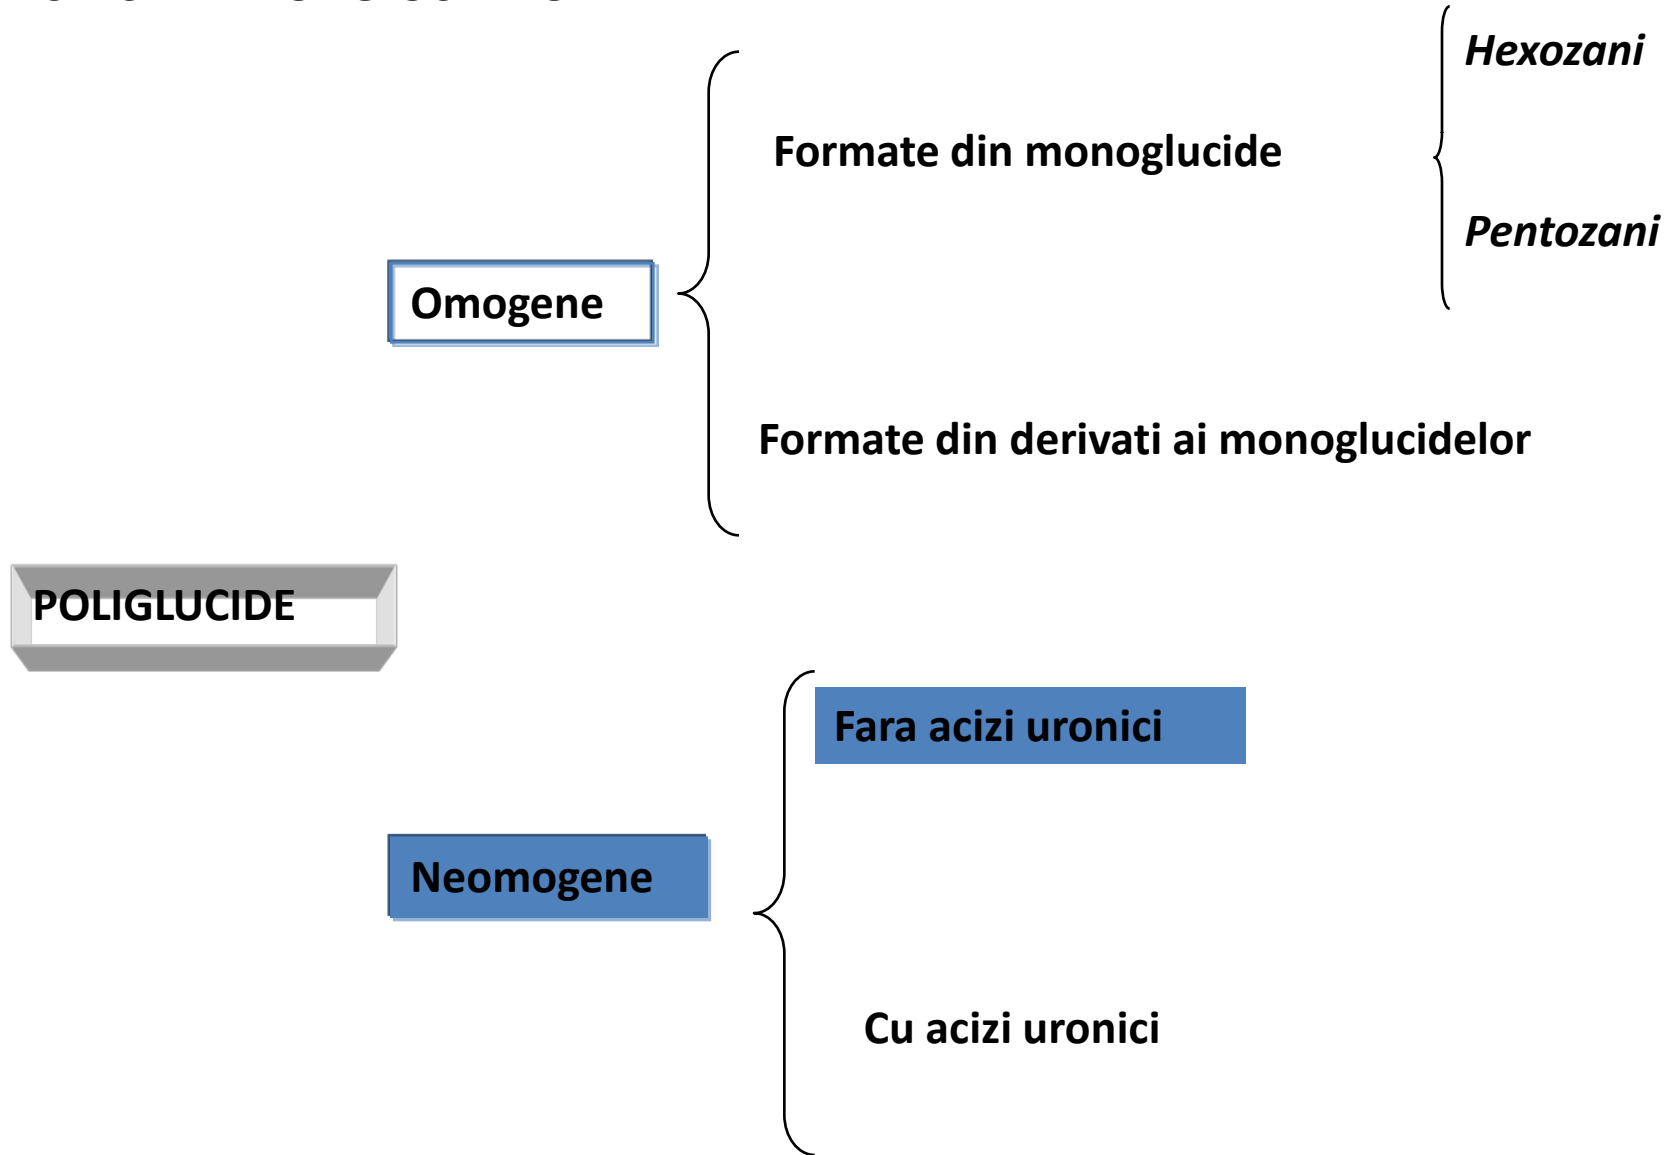 Hexozani
Formate din monoglucide
Pentozani
Omogene
Formate din derivati ai monoglucidelor
POLIGLUCIDE
Fara acizi uronici
Neomogene
Cu acizi uronici